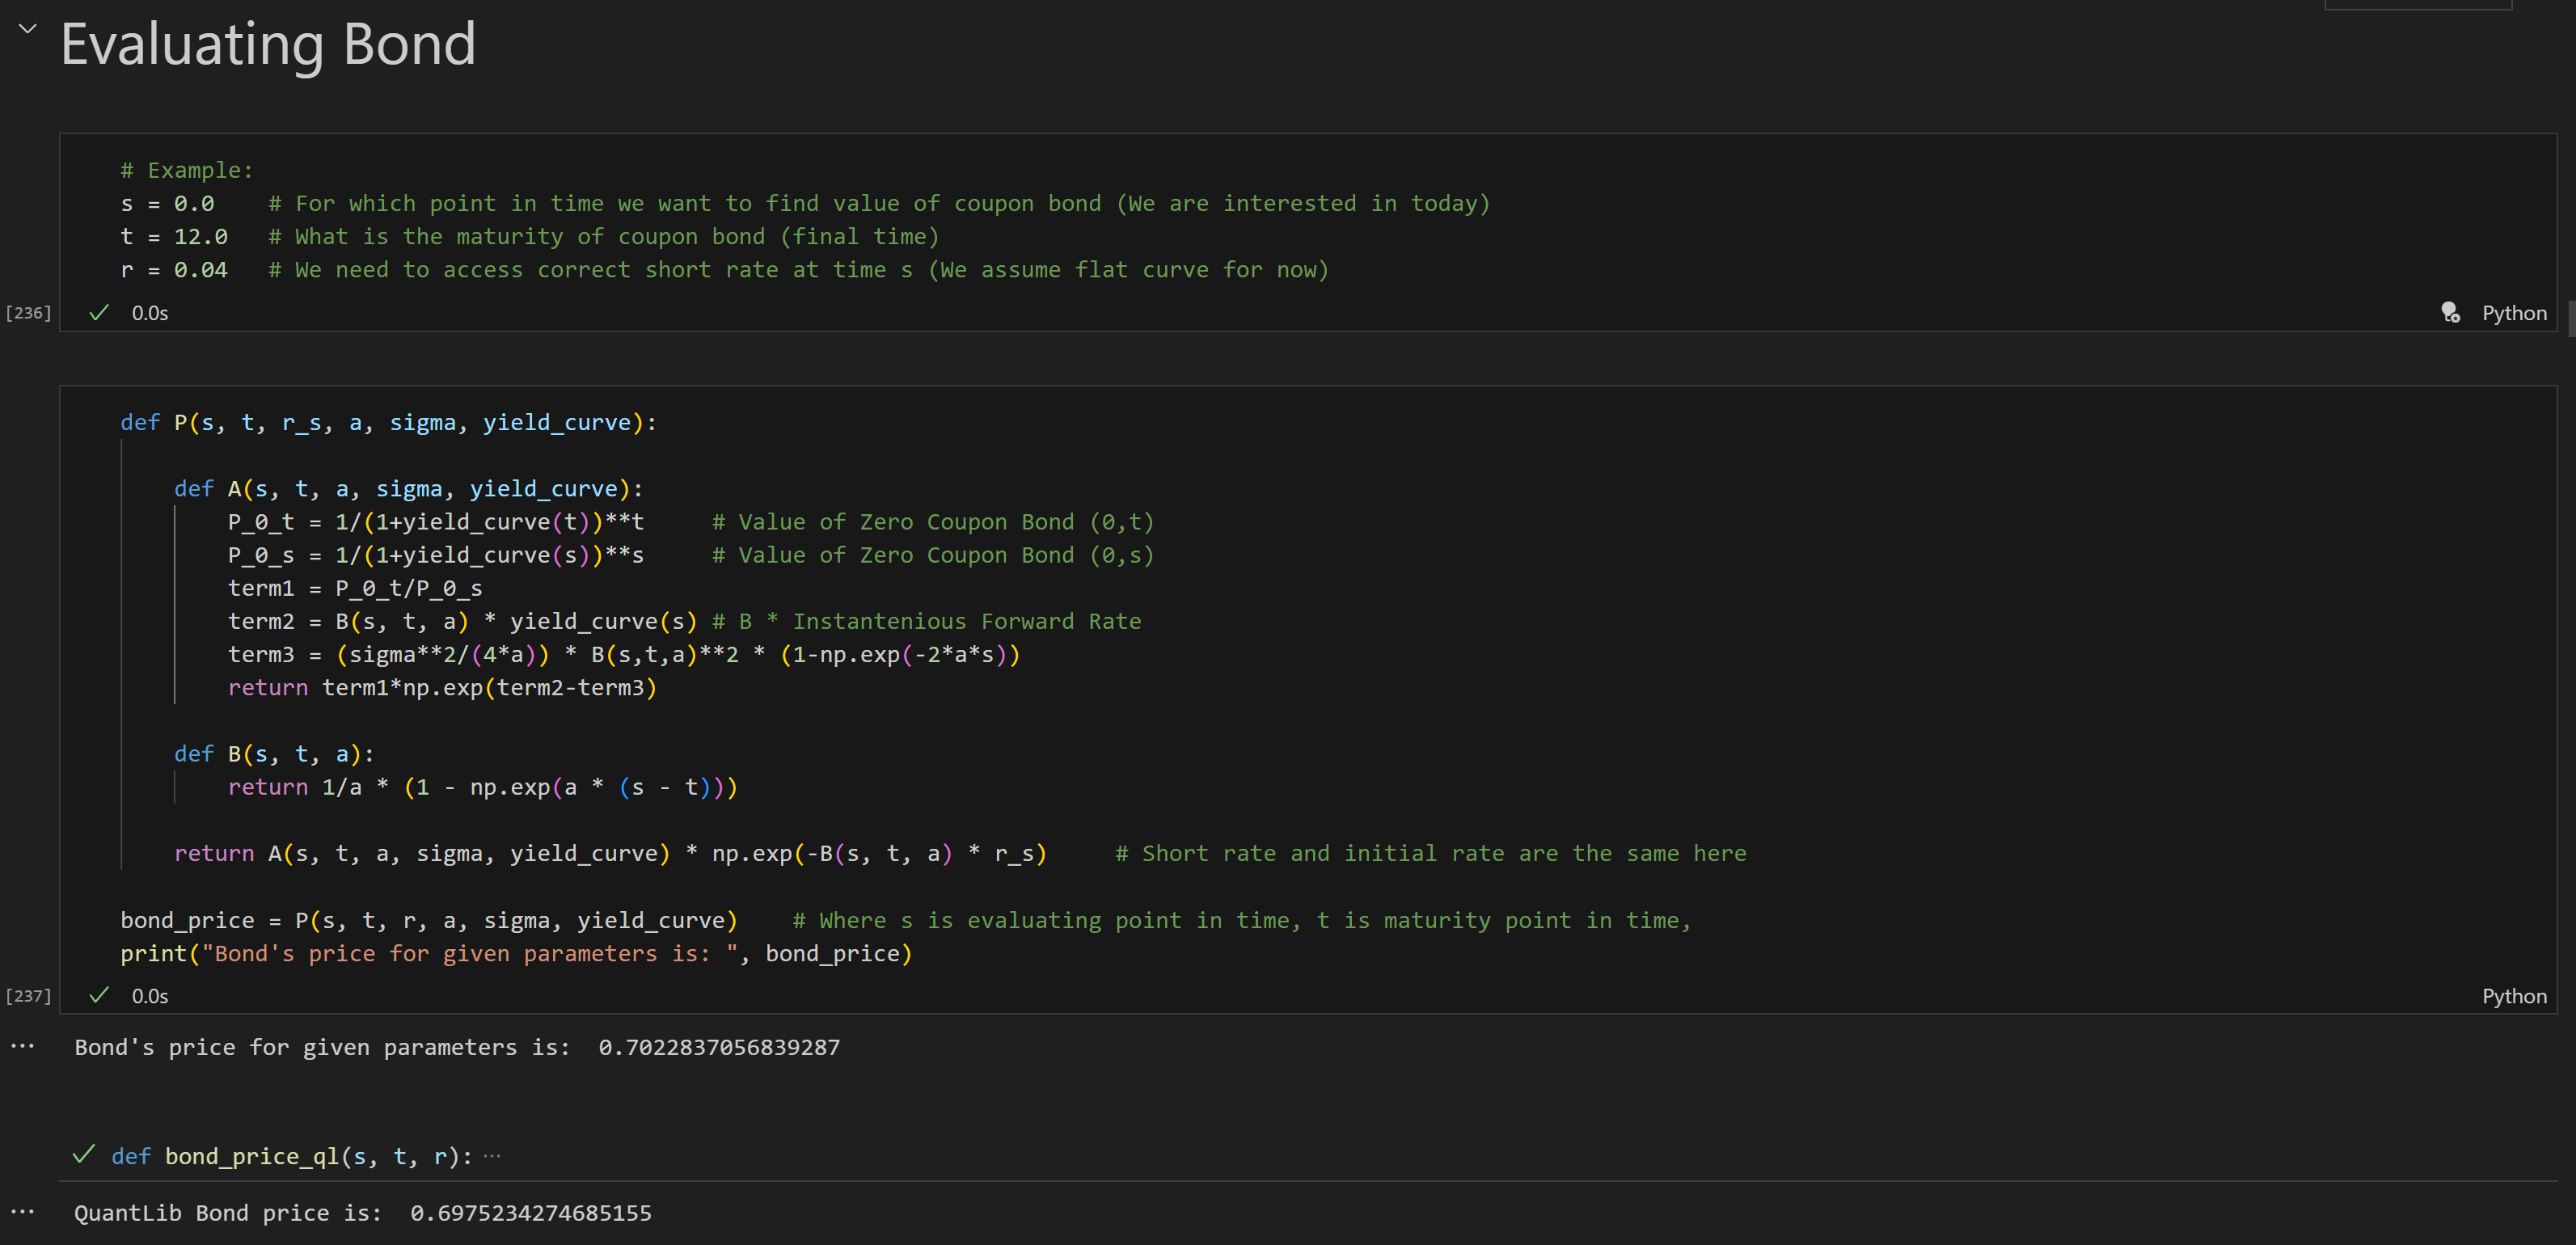 Evaluating Bond
# Example:
s = 0.0    # For which point in time we want to find value of coupon bond (We are interested in today)
t = 12.0   # What is the maturity of coupon bond (final time)
r = 0.04   # We need to access correct short rate at time s (We assume flat curve for now)
[236]
0.0s
Python
def P(s, t, r_s, a, sigma, yield_curve):
    def A(s, t, a, sigma, yield_curve):
        P_0_t = 1/(1+yield_curve(t))**t     # Value of Zero Coupon Bond (0,t)
        P_0_s = 1/(1+yield_curve(s))**s     # Value of Zero Coupon Bond (0,s)
        term1 = P_0_t/P_0_s
        term2 = B(s, t, a) * yield_curve(s) # B * Instantenious Forward Rate
        term3 = (sigma**2/(4*a)) * B(s,t,a)**2 * (1-np.exp(-2*a*s))
        return term1*np.exp(term2-term3)
    def B(s, t, a):
        return 1/a * (1 - np.exp(a * (s - t)))
    return A(s, t, a, sigma, yield_curve) * np.exp(-B(s, t, a) * r_s)     # Short rate and initial rate are the same here
bond_price = P(s, t, r, a, sigma, yield_curve)    # Where s is evaluating point in time, t is maturity point in time,
print("Bond's price for given parameters is: ", bond_price)
[237]
0.0s
Python
... Bond's price for given parameters is:  0.7022837056839287
def bond_price_ql(s, t, r): ...
... QuantLib Bond price is:  0.6975234274685155